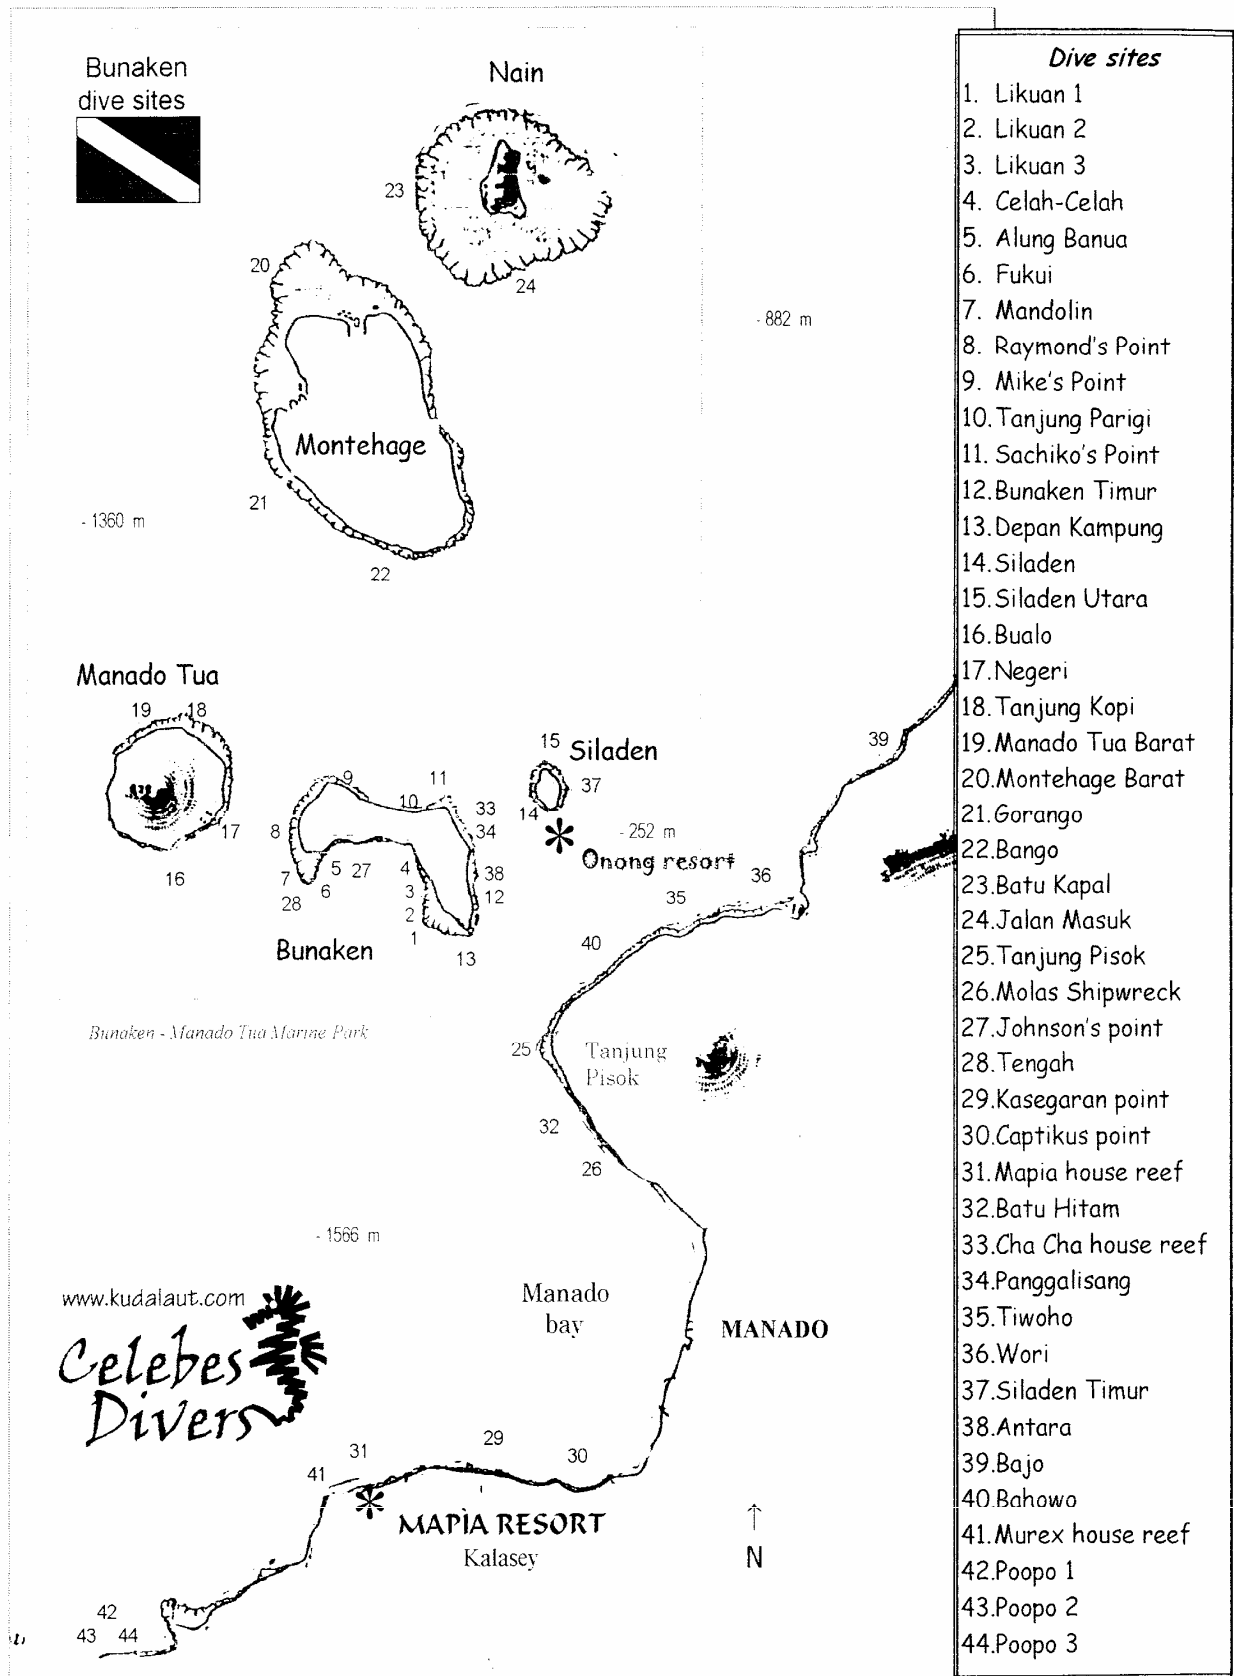 Bunaken
dive sites
Nain
23
24
20
- 882 m
Montehage
21
- 1360 m
22
Manado Tua
19
18
17
16
15
Siladen
37
14
- 252 m
Onong resort
9
11
10
33
34
8
5
27
4
38
7
6
3
12
28
2
1
13
Bunaken
39
36
35
40
Bunaken - Manado Tua Marine Park
25
Tanjung
Pisok
32
26
- 1566 m
www.kudalaut.com
Celebes
Divers
Manado
bay
MANADO
31
29
30
41
MAPIA RESORT
Kalasey
N
42
43
44
Dive sites
1. Likuan 1
2. Likuan 2
3. Likuan 3
4. Celah-Celah
5. Alung Banua
6. Fukui
7. Mandolin
8. Raymond's Point
9. Mike's Point
10.Tanjung Parigi
11. Sachiko's Point
12.Bunaken Timur
13.Depan Kampung
14.Siladen
15.Siladen Utara
16.Bualo
17.Negeri
18.Tanjung Kopi
19.Manado Tua Barat
20.Montehage Barat
21.Gorango
22.Bango
23.Batu Kapal
24.Jalan Masuk
25.Tanjung Pisok
26.Molas Shipwreck
27.Johnson's point
28.Tengah
29.Kasegaran point
30.Captikus point
31.Mapia house reef
32.Batu Hitam
33.Cha Cha house reef
34.Panggalisang
35.Tiwoho
36.Wori
37.Siladen Timur
38.Antara
39.Bajo
40.Bahowo
41.Murex house reef
42.Poopo 1
43.Poopo 2
44.Poopo 3